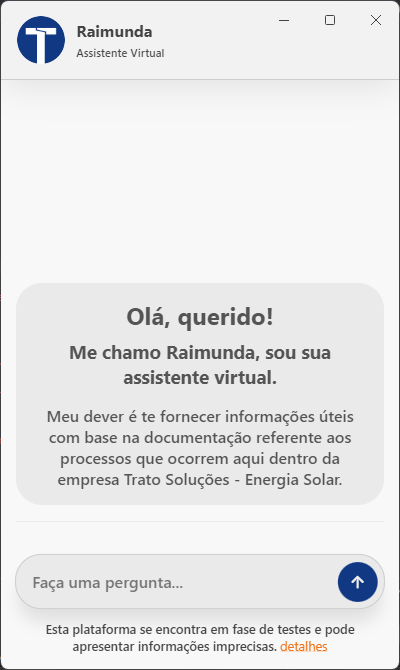 Raimunda
Assistente Virtual
Olá, querido!
Me chamo Raimunda, sou sua
assistente virtual.
Meu dever é te fornecer informações úteis
com base na documentação referente aos
processos que ocorrem aqui dentro da
empresa Trato Soluções - Energia Solar.
Faça uma pergunta...
Esta plataforma se encontra em fase de testes e pode
apresentar informações imprecisas. detalhes